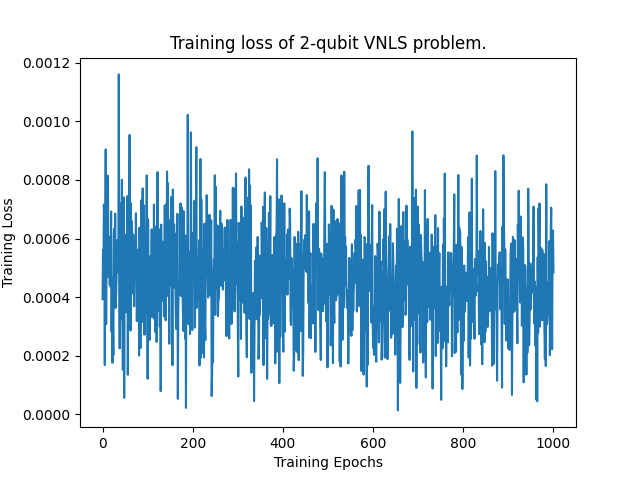 Training loss of 2-qubit VNLS problem.
0.0012
0.0010
0.0008
0.0006
0.0004
0.0002
0.0000
Training Loss
0 200 400 600 800 1000
Training Epochs